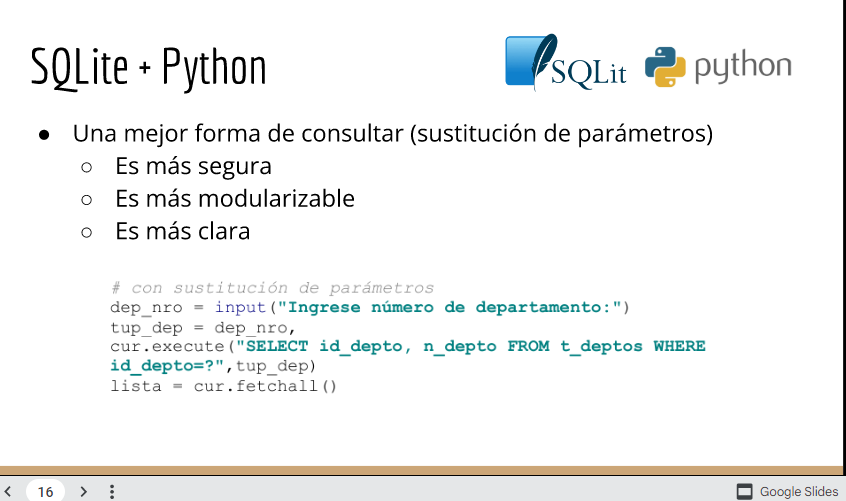 SQLite + Python
SQLit
python
● Una mejor forma de consultar (sustitución de parámetros)
○ Es más segura
○ Es más modularizable
○ Es más clara
# con sustitución de parámetros
dep_nro = input("Ingrese número de departamento:")
tup_dep = dep_nro,
cur.execute("SELECT id_depto, n_depto FROM t_deptos WHERE
id_depto=?",tup_dep)
lista = cur.fetchall()
16
Google Slides